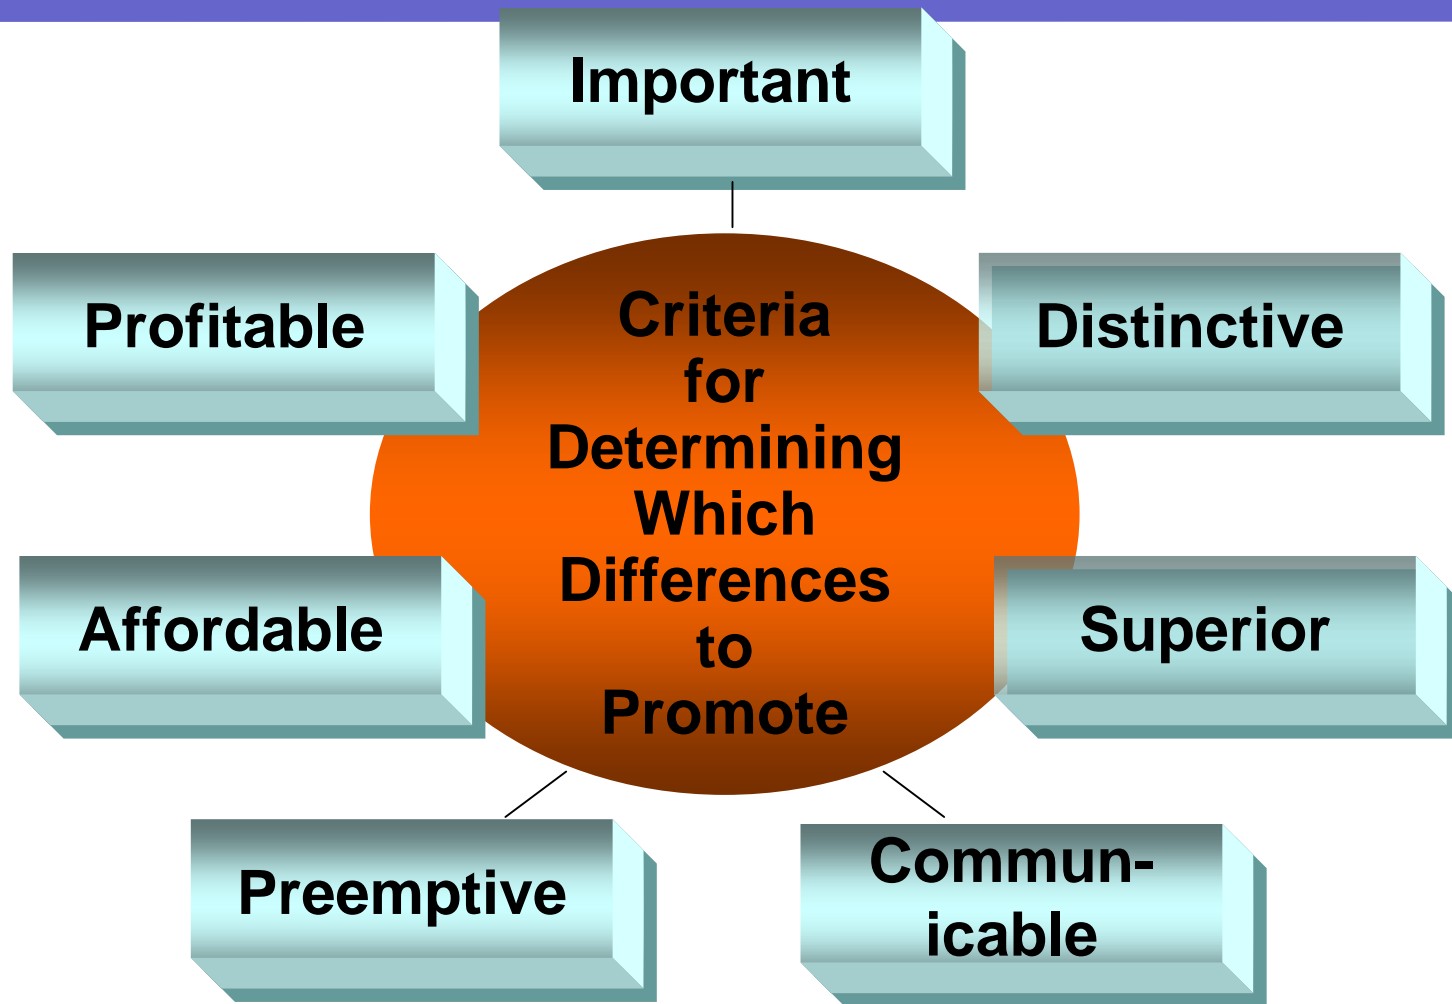 Important
Profitable
Criteria
for
Determining
Which
Differences
to
Promote
Distinctive
Affordable
Superior
Preemptive
Commun-
icable